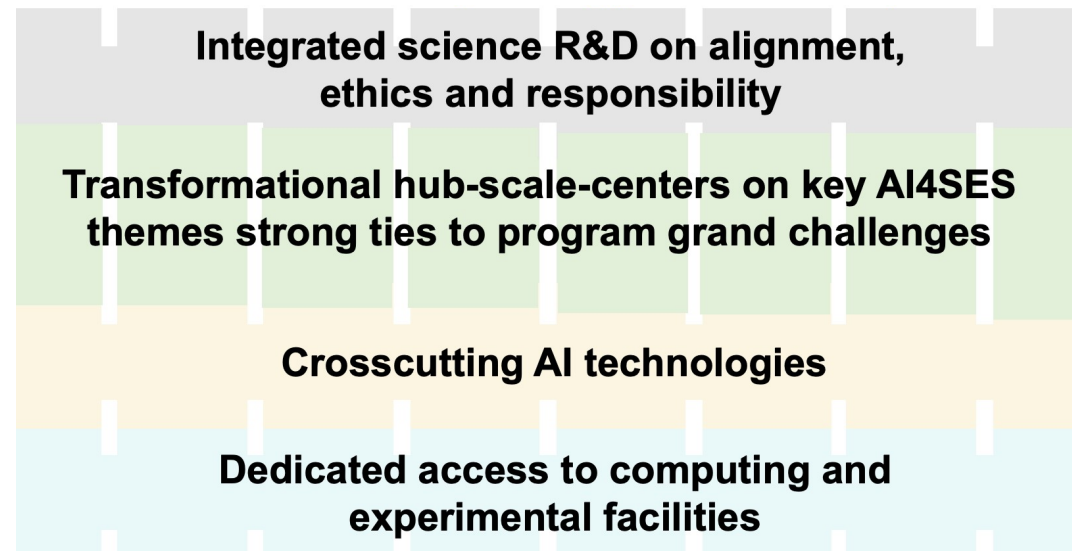 Integrated science R&D on alignment,
ethics and responsibility
Transformational hub-scale-centers on key AI4SES
themes strong ties to program grand challenges
Crosscutting AI technologies
Dedicated access to computing and
experimental facilities